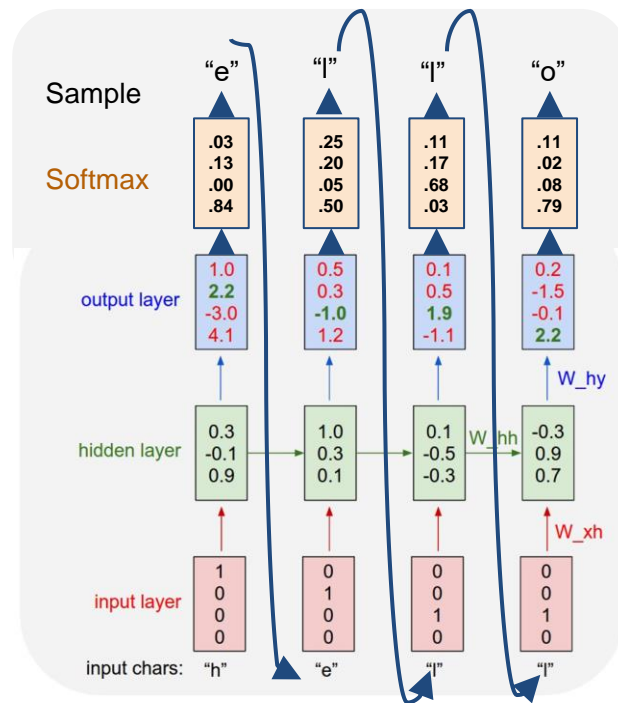 Sample “e” “l” “l” “o”
Softmax
.03 .25 .11 .11
.13 .20 .17 .02
.00 .05 .68 .08
.84 .50 .03 .79
output layer
1.0 0.5 0.1 0.2
2.2 0.3 0.5 -1.5
-3.0 -1.0 1.9 -0.1
4.1 1.2 -1.1 2.2
W_hy
hidden layer
0.3 1.0 0.1 -0.3
-0.1 0.3 -0.5 0.9
0.9 0.1 -0.3 0.7
W_hh
W_xh
input layer
1 0 0 0
0 1 0 0
0 0 1 1
0 0 0 0
input chars: “h” “e” “l” “l”